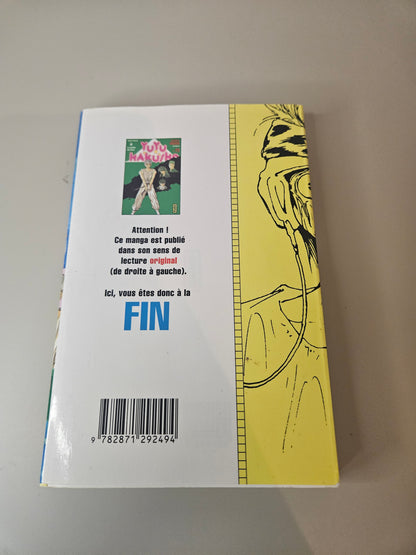 YUYU
HAKUSHO
Attention !
Ce manga est publié
dans son sens de
lecture original
(de droite à gauche).
Ici, vous êtes donc à la
FIN
9 782871 292494